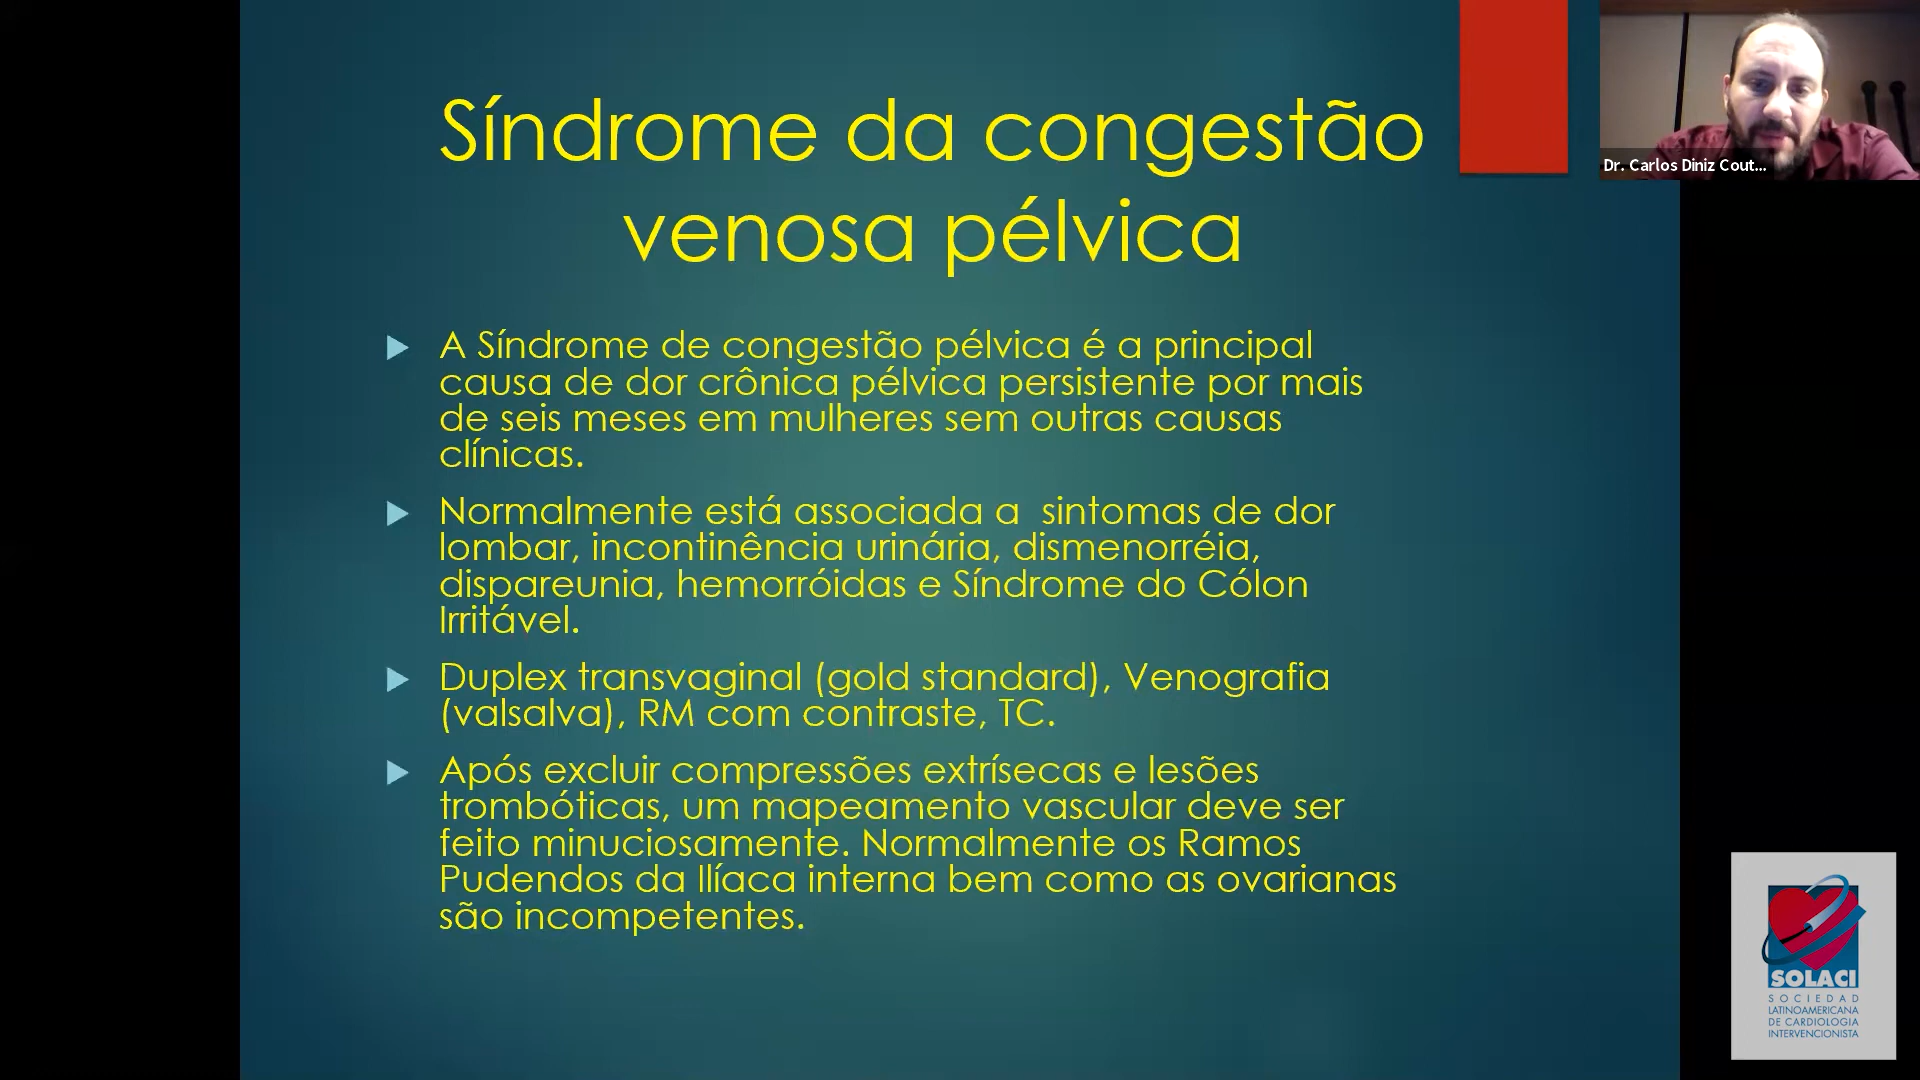 Síndrome da congestão
venosa pélvica
A Síndrome de congestão pélvica é a principal
causa de dor crônica pélvica persistente por mais
de seis meses em mulheres sem outras causas
clínicas.
Normalmente está associada a  sintomas de dor
lombar, incontinência urinária, dismenorréia,
dispareunia, hemorróidas e Síndrome do Cólon
Irritável.
Duplex transvaginal (gold standard), Venografia
(valsalva), RM com contraste, TC.
Após excluir compressões extrísecas e lesões
trombóticas, um mapeamento vascular deve ser
feito minuciosamente. Normalmente os Ramos
Pudendos da Ilíaca interna bem como as ovarianas
são incompetentes.
Dr. Carlos Diniz Cout...
SOLACI
SOCIEDAD
LATINOAMERICANA
DE CARDIOLOGIA
INTERVENCIONISTA